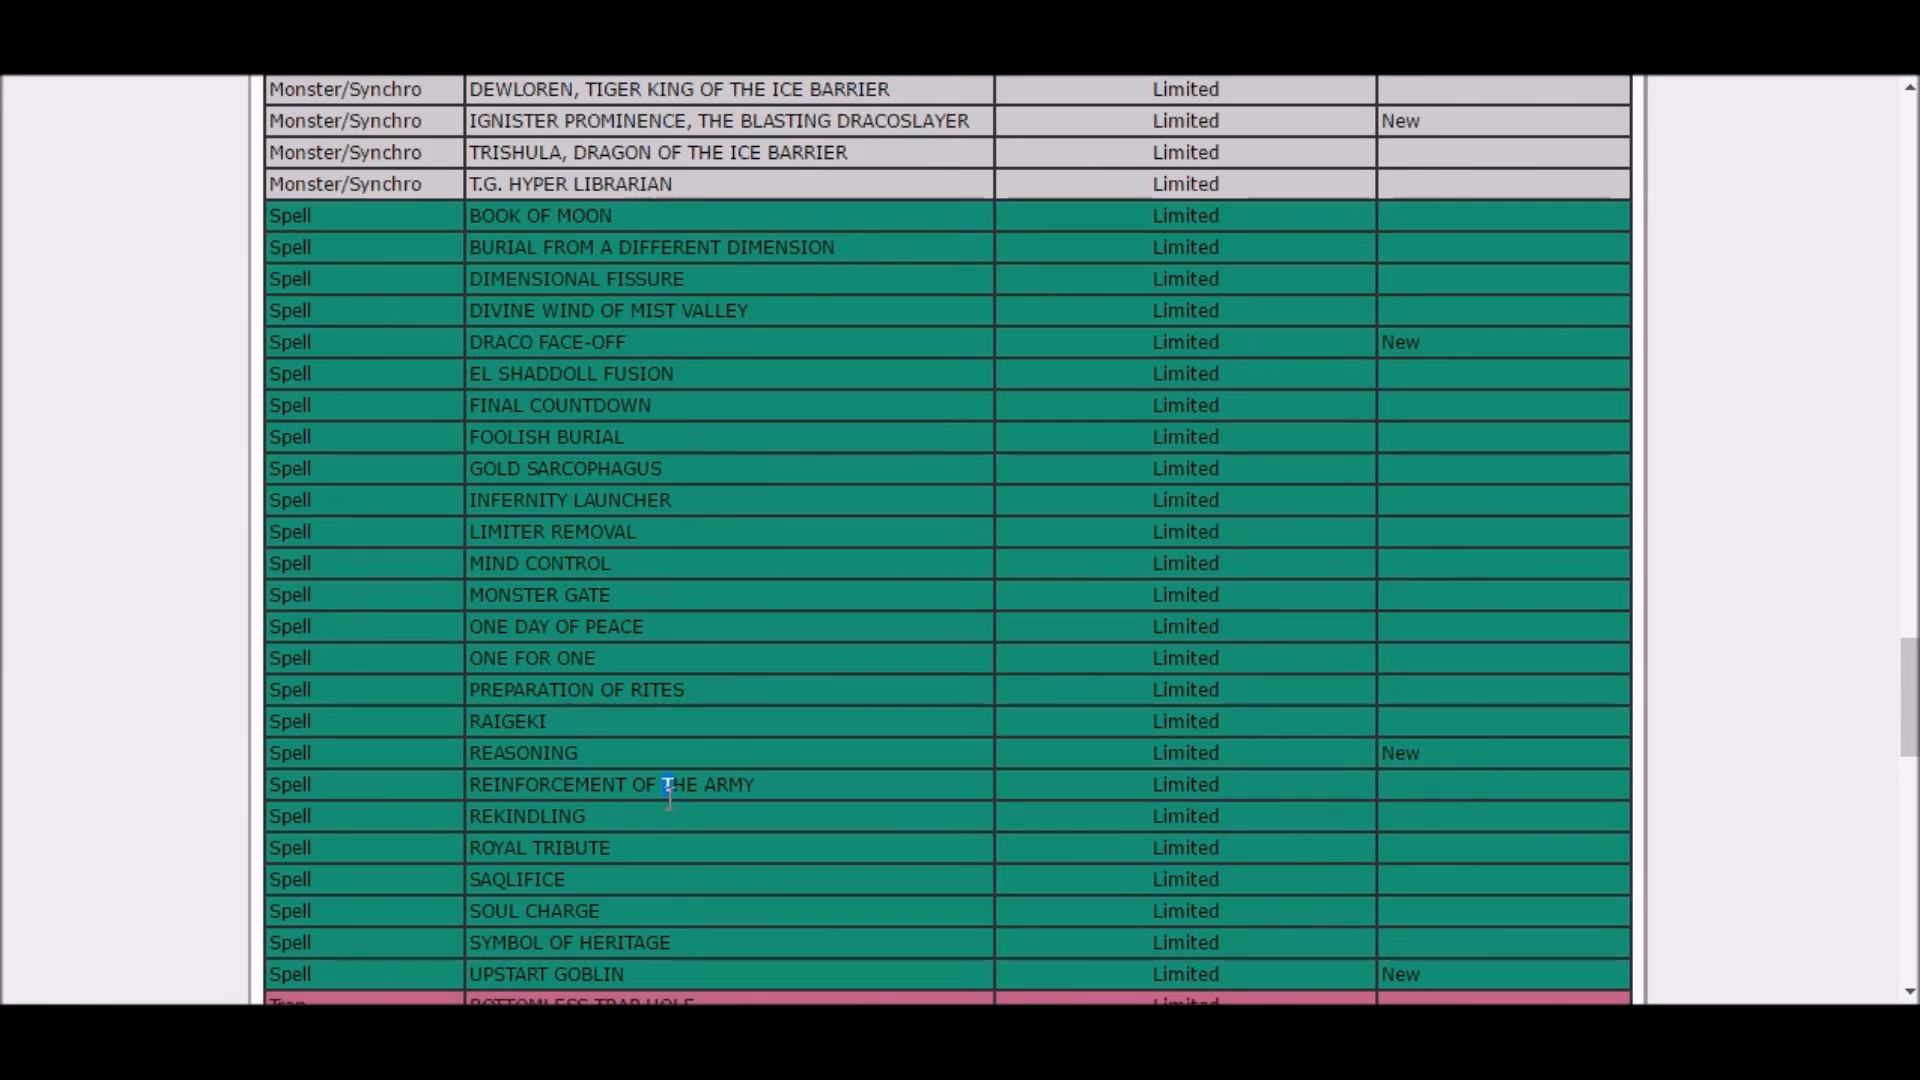 Monster/Synchro DEWLOREN, TIGER KING OF THE ICE BARRIER Limited
Monster/Synchro IGNISTER PROMINENCE, THE BLASTING DRACOSLAYER Limited New
Monster/Synchro TRISHULA, DRAGON OF THE ICE BARRIER Limited
Monster/Synchro T.G. HYPER LIBRARIAN Limited
Spell BOOK OF MOON Limited
Spell BURIAL FROM A DIFFERENT DIMENSION Limited
Spell DIMENSIONAL FISSURE Limited
Spell DIVINE WIND OF MIST VALLEY Limited
Spell DRACO FACE-OFF Limited New
Spell EL SHADDOLL FUSION Limited
Spell FINAL COUNTDOWN Limited
Spell FOOLISH BURIAL Limited
Spell GOLD SARCOPHAGUS Limited
Spell INFERNITY LAUNCHER Limited
Spell LIMITER REMOVAL Limited
Spell MIND CONTROL Limited
Spell MONSTER GATE Limited
Spell ONE DAY OF PEACE Limited
Spell ONE FOR ONE Limited
Spell PREPARATION OF RITES Limited
Spell RAIGEKI Limited
Spell REASONING Limited New
Spell REINFORCEMENT OF THE ARMY Limited
Spell REKINDLING Limited
Spell ROYAL TRIBUTE Limited
Spell SAQLIFICE Limited
Spell SOUL CHARGE Limited
Spell SYMBOL OF HERITAGE Limited
Spell UPSTART GOBLIN Limited New
Trap BOTTOMLESS TRAP HOLE Limited